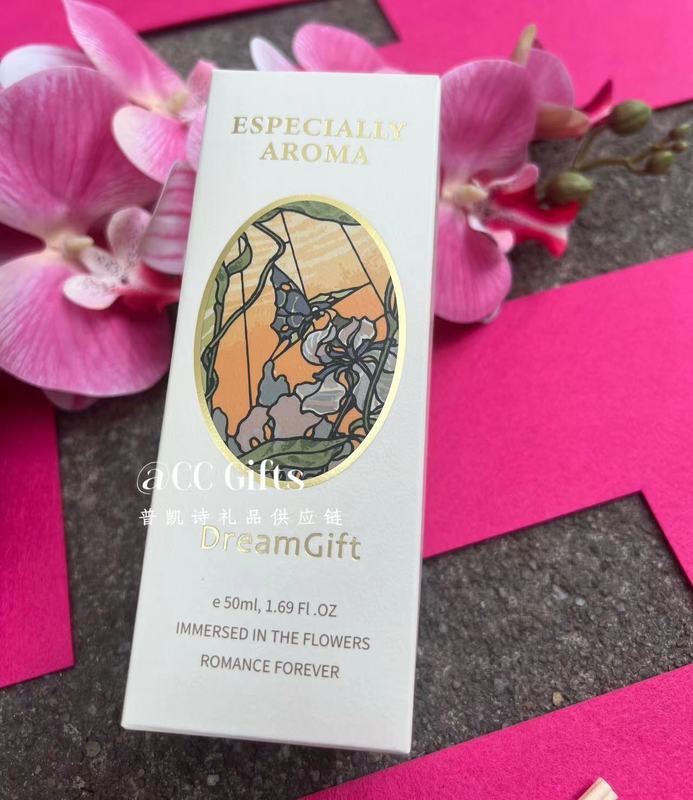 ESPECIALLY
AROMA
@CC Gifts
普凯诗礼品供应链
DreamGift
e 50ml, 1.69 Fl .OZ
IMMERSED IN THE FLOWERS
ROMANCE FOREVER